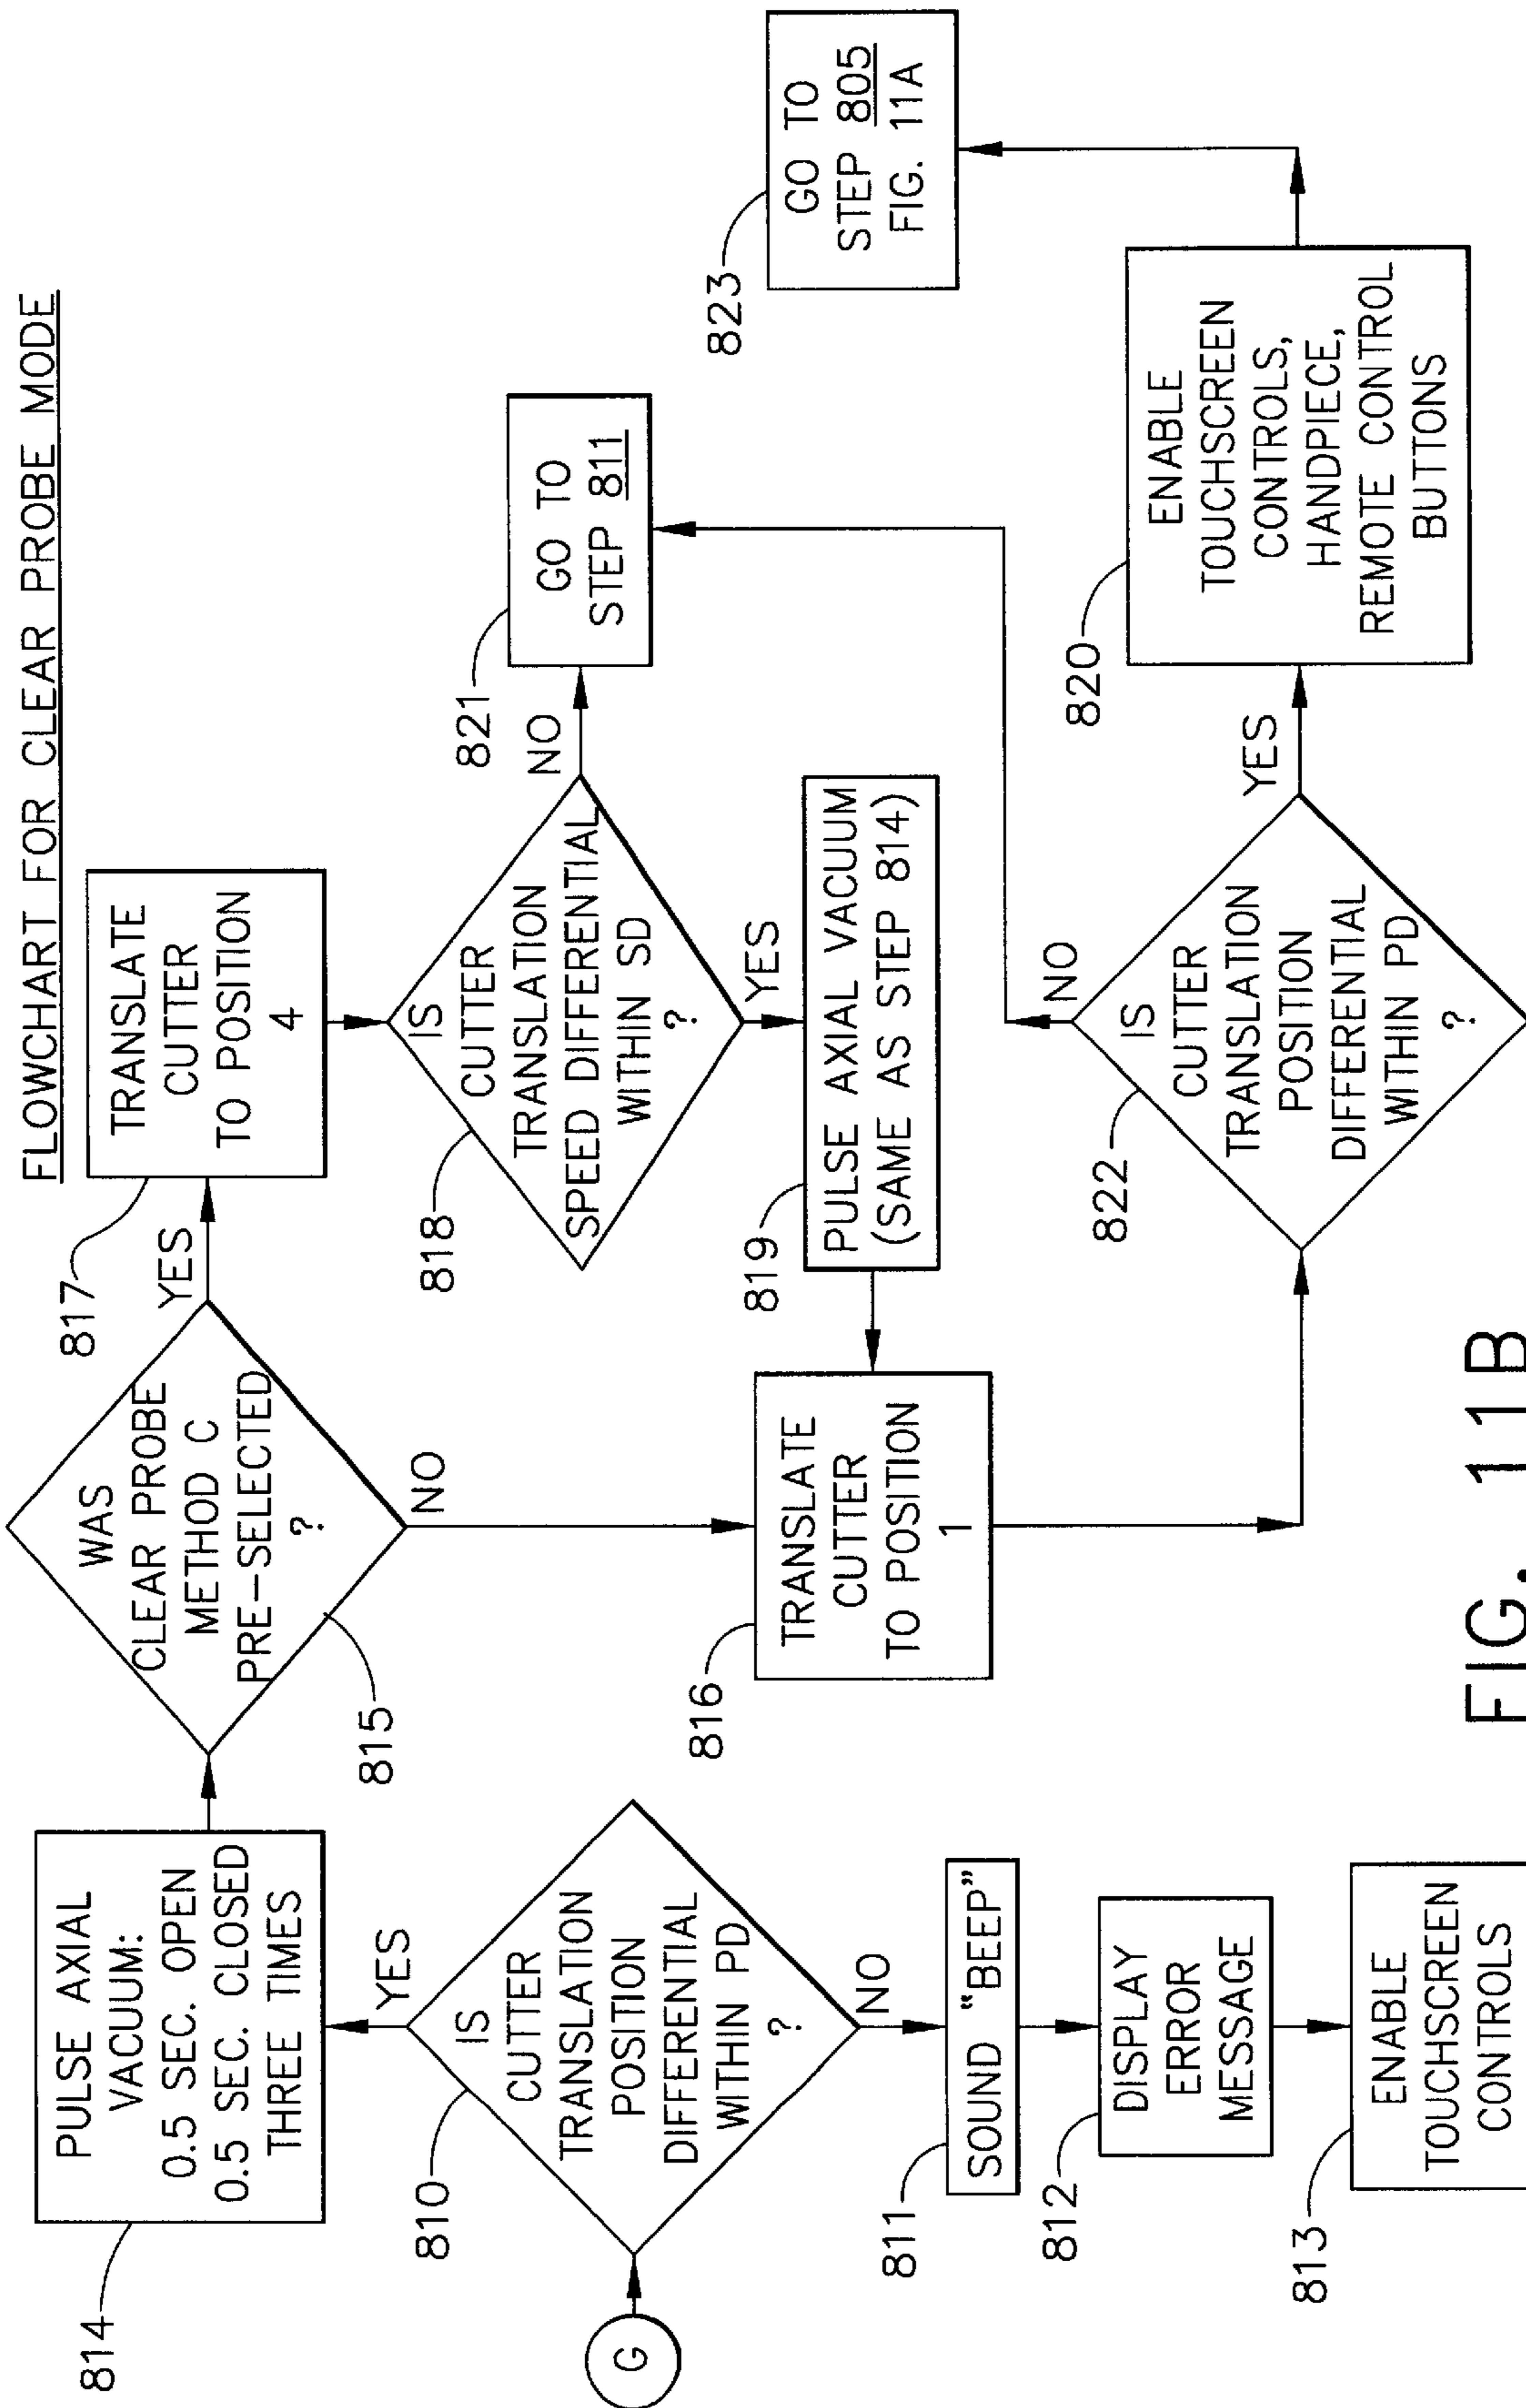 FLOWCHART FOR CLEAR PROBE MODE
814
PULSE AXIAL
VACUUM:
0.5 SEC. OPEN
0.5 SEC. CLOSED
THREE TIMES
815
WAS
CLEAR PROBE
METHOD C
PRE-SELECTED
?
YES
NO
817
TRANSLATE
CUTTER
TO POSITION
4
YES
G
810
IS
CUTTER
TRANSLATION
POSITION
DIFFERENTIAL
WITHIN PD
?
NO
818
IS
CUTTER
TRANSLATION
SPEED DIFFERENTIAL
WITHIN SD
?
NO
YES
821
GO TO
STEP 811
823
GO TO
STEP 805
FIG. 11A
811
SOUND "BEEP"
812
DISPLAY
ERROR
MESSAGE
813
ENABLE
TOUCHSCREEN
CONTROLS
816
TRANSLATE
CUTTER
TO POSITION
1
819
PULSE AXIAL VACUUM
(SAME AS STEP 814)
822
IS
CUTTER
TRANSLATION
POSITION
DIFFERENTIAL
WITHIN PD
?
NO
YES
820
ENABLE
TOUCHSCREEN
CONTROLS,
HANDPIECE,
REMOTE CONTROL
BUTTONS
FIG. 11B